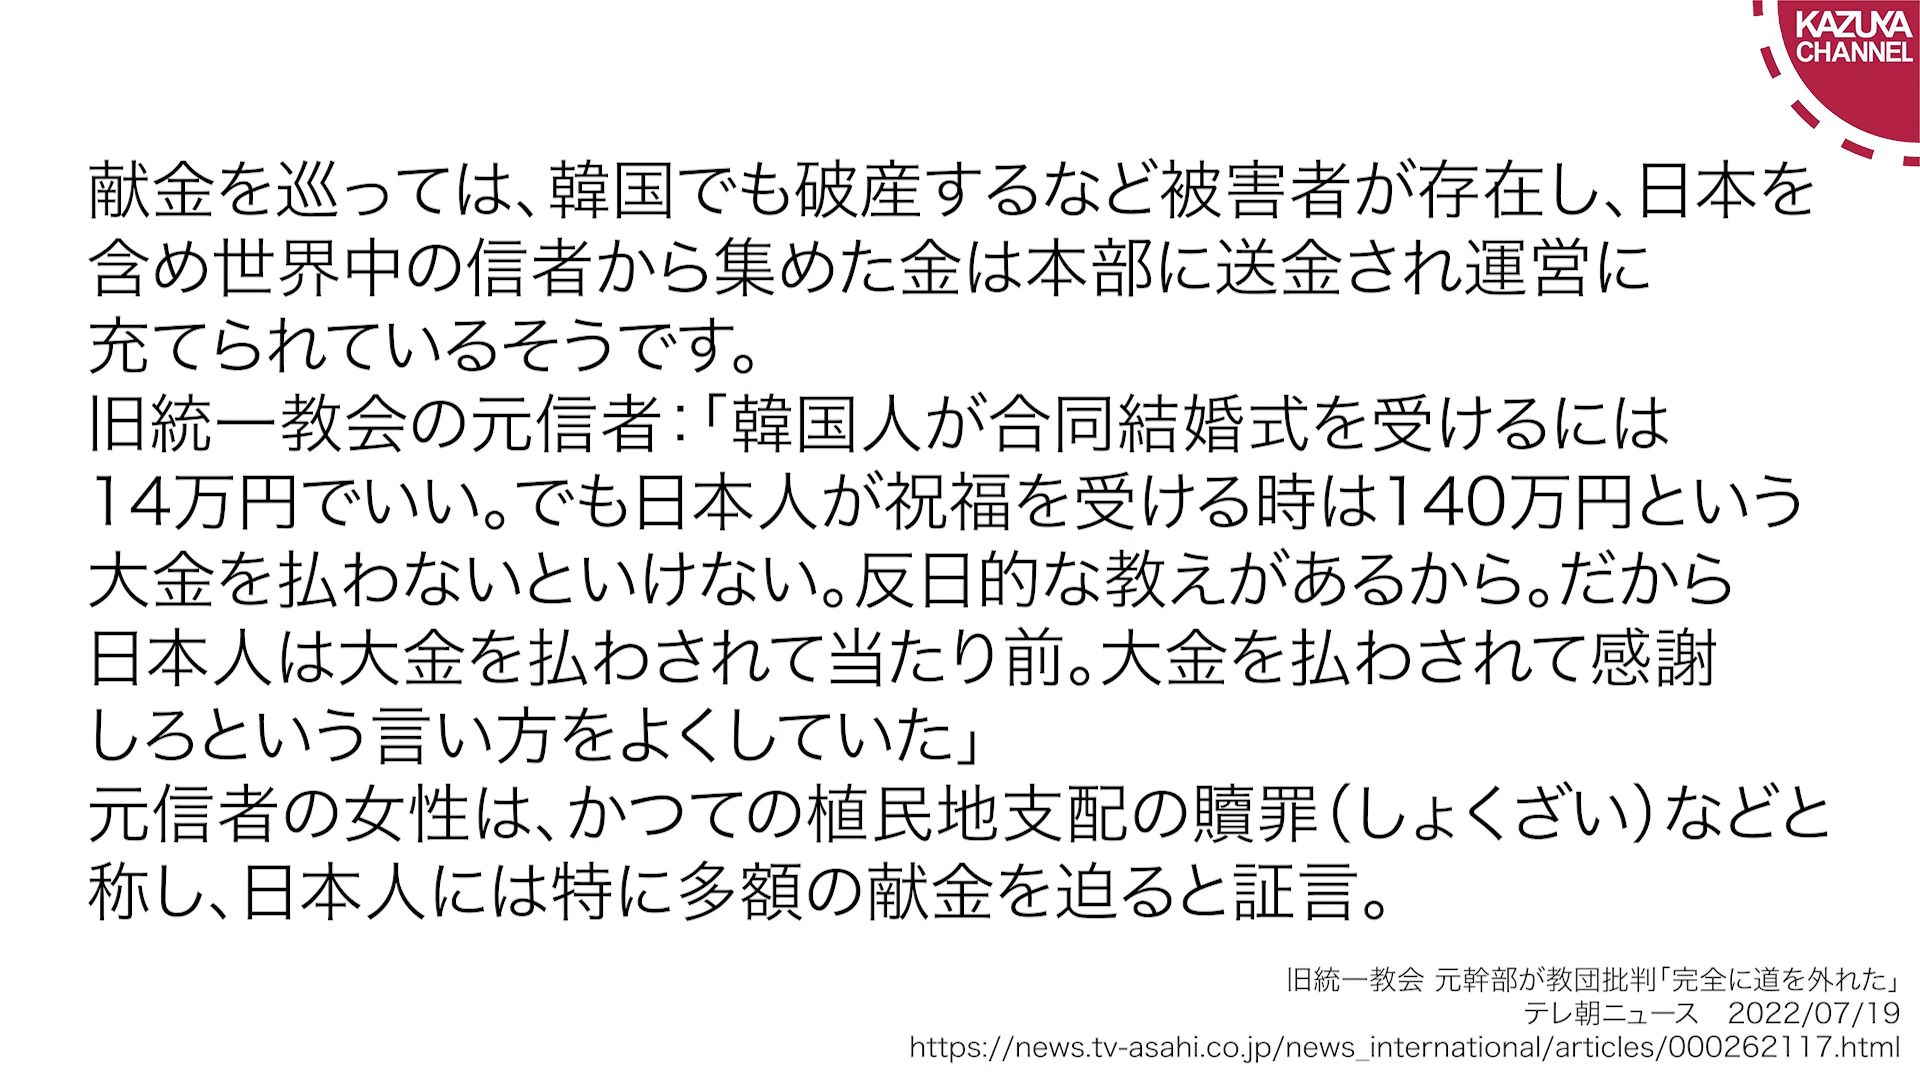 KAZUYA
CHANNEL
献金を巡っては、韓国でも破産するなど被害者が存在し、日本を
含め世界中の信者から集めた金は本部に送金され運営に
充てられているそうです。
旧統一教会の元信者：「韓国人が合同結婚式を受けるには
14万円でいい。でも日本人が祝福を受ける時は140万円という
大金を払わないといけない。反日的な教えがあるから。だから
日本人は大金を払わされて当たり前。大金を払わされて感謝
しろという言い方をよくしていた」
元信者の女性は、かつての植民地支配の贖罪（しょくざい）などと
称し、日本人には特に多額の献金を迫ると証言。
旧統一教会 元幹部が教団批判「完全に道を外れた」
テレ朝ニュース　2022/07/19
https://news.tv-asahi.co.jp/news_international/articles/000262117.html